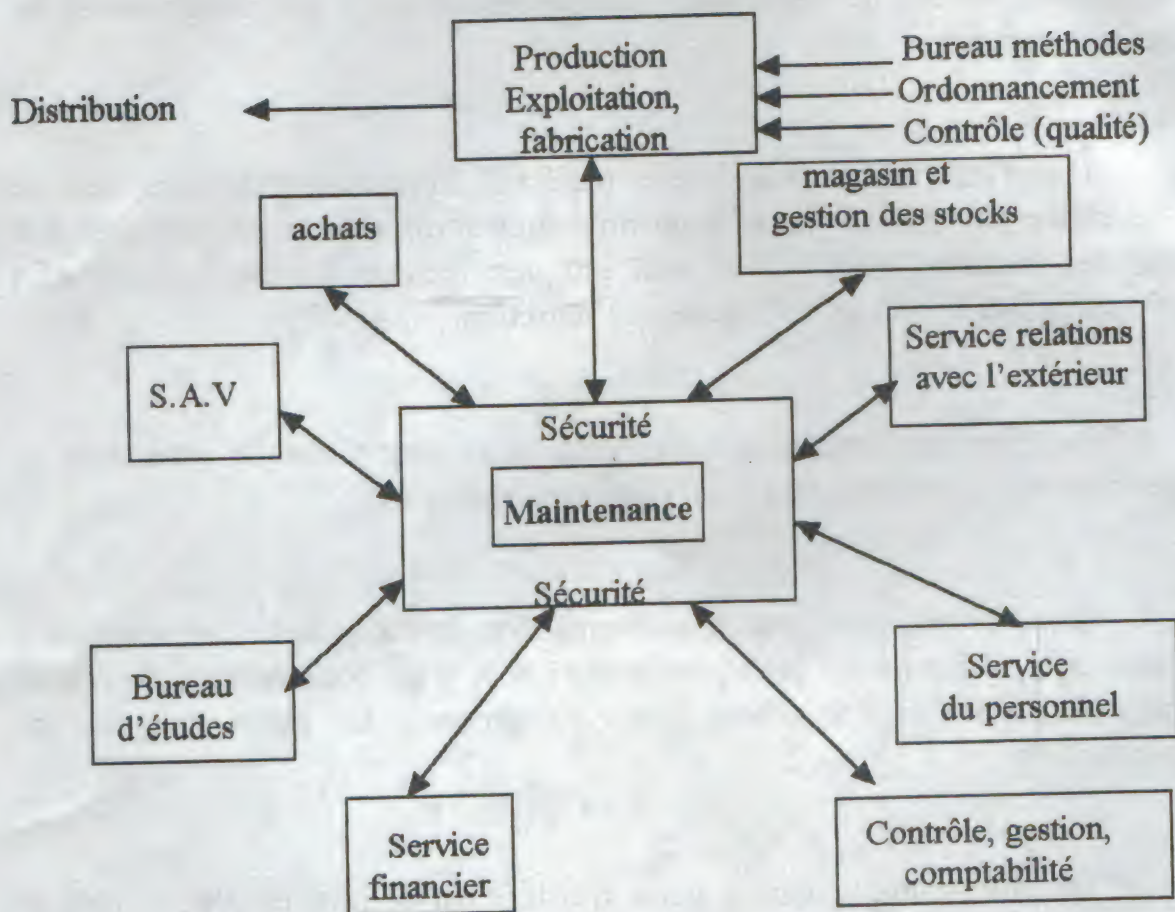 Production
Exploitation,
fabrication
Bureau méthodes
Ordonnancement
Contrôle (qualité)
Distribution
magasin et
gestion des stocks
achats
Service relations
avec l'extérieur
S.A.V
Sécurité
Maintenance
Sécurité
Bureau
d'études
Service
du personnel
Service
financier
Contrôle, gestion,
comptabilité